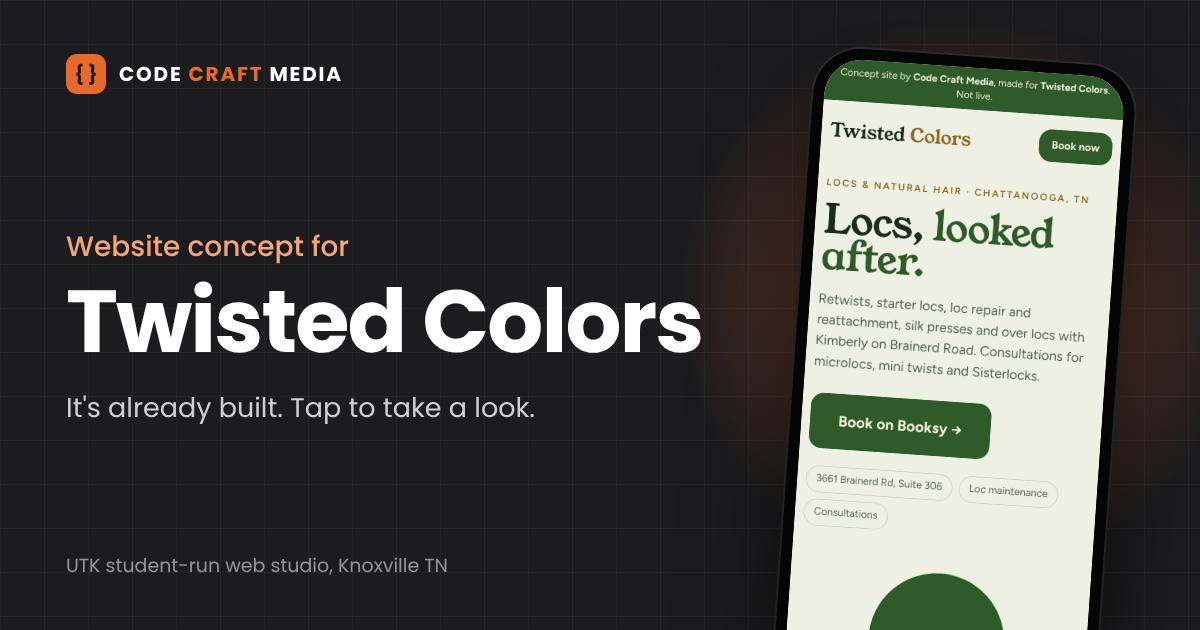 { } CODE CRAFT MEDIA
Website concept for
Twisted Colors
It's already built. Tap to take a look.
UTK student-run web studio, Knoxville TN
Concept site by Code Craft Media, made for Twisted Colors.
Not live.
Twisted Colors
Book now
LOCS & NATURAL HAIR · CHATTANOOGA, TN
Locs, looked
after.
Retwists, starter locs, loc repair and
reattachment, silk presses and over locs with
Kimberly on Brainerd Road. Consultations for
microlocs, mini twists and Sisterlocks.
Book on Booksy →
3661 Brainerd Rd, Suite 306
Loc maintenance
Consultations